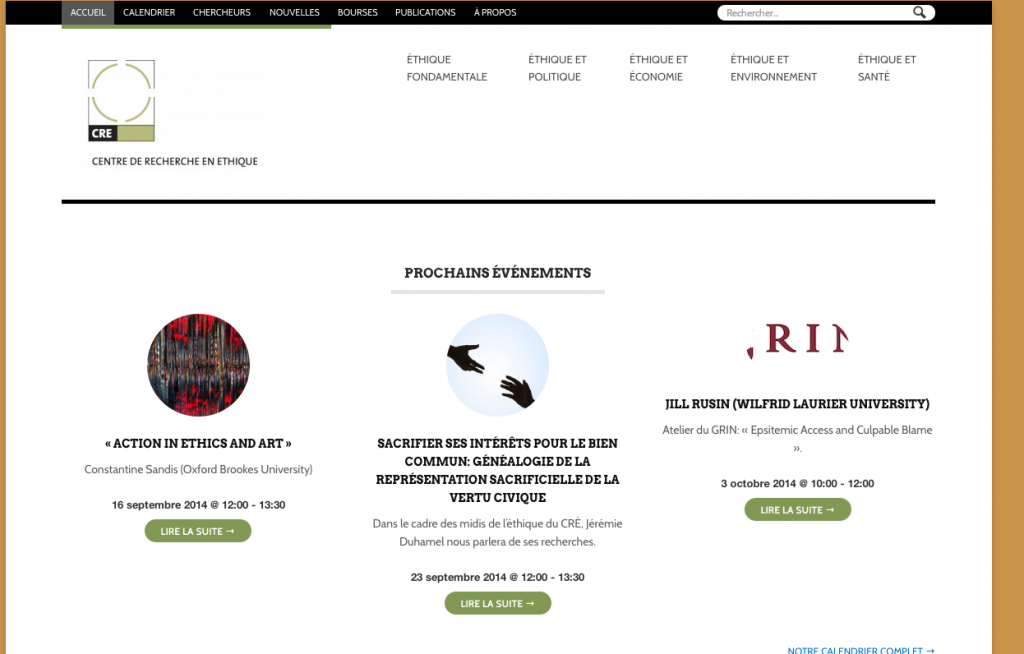 ACCUEIL CALENDRIER CHERCHEURS NOUVELLES BOURSES PUBLICATIONS À PROPOS Rechercher...
ÉTHIQUE FONDAMENTALE
ÉTHIQUE ET POLITIQUE
ÉTHIQUE ET ÉCONOMIE
ÉTHIQUE ET ENVIRONNEMENT
ÉTHIQUE ET SANTÉ
CRE
CENTRE DE RECHERCHE EN ETHIQUE
PROCHAINS ÉVÉNEMENTS
« ACTION IN ETHICS AND ART »
Constantine Sandis (Oxford Brookes University)
16 septembre 2014 @ 12:00 - 13:30
LIRE LA SUITE →
SACRIFIER SES INTÉRÊTS POUR LE BIEN
COMMUN: GÉNÉALOGIE DE LA
REPRÉSENTATION SACRIFICIELLE DE LA
VERTU CIVIQUE
Dans le cadre des midis de l'éthique du CRÉ, Jérémie
Duhamel nous parlera de ses recherches.
23 septembre 2014 @ 12:00 - 13:30
LIRE LA SUITE →
JILL RUSIN (WILFRID LAURIER UNIVERSITY)
Atelier du GRIN: « Epsitemic Access and Culpable Blame
».
3 octobre 2014 @ 10:00 - 12:00
LIRE LA SUITE →
NOTRE CALENDRIER COMPLET →